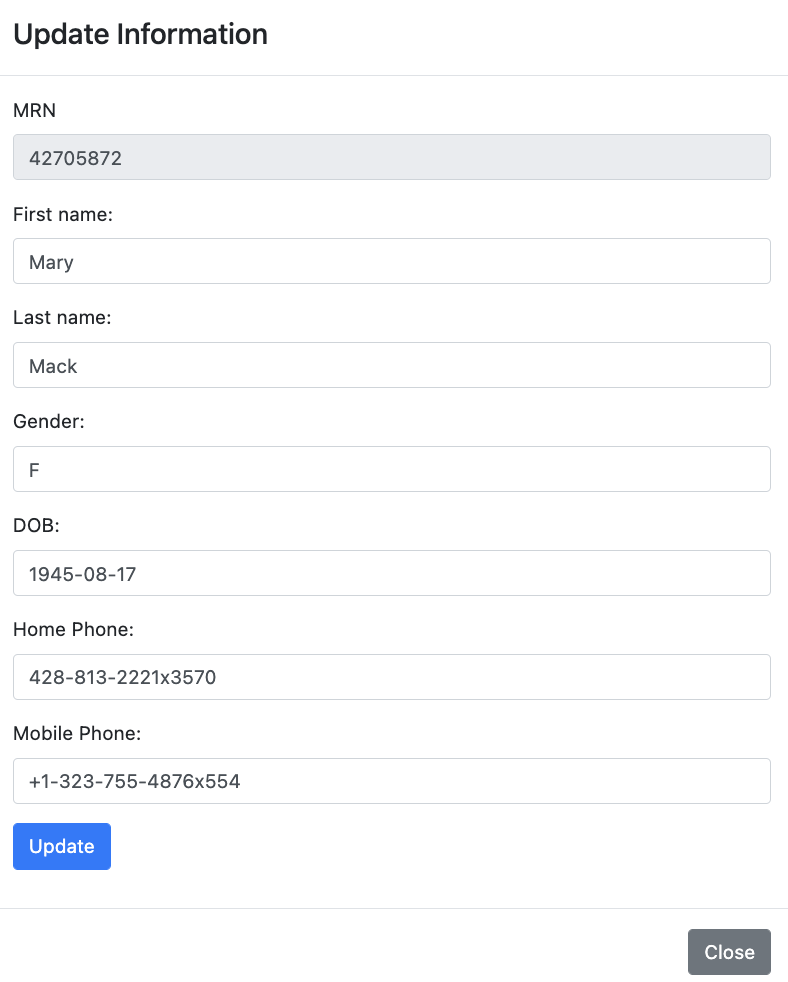 Update Information
MRN
42705872
First name:
Mary
Last name:
Mack
Gender:
F
DOB:
1945-08-17
Home Phone:
428-813-2221x3570
Mobile Phone:
+1-323-755-4876x554
Update
Close